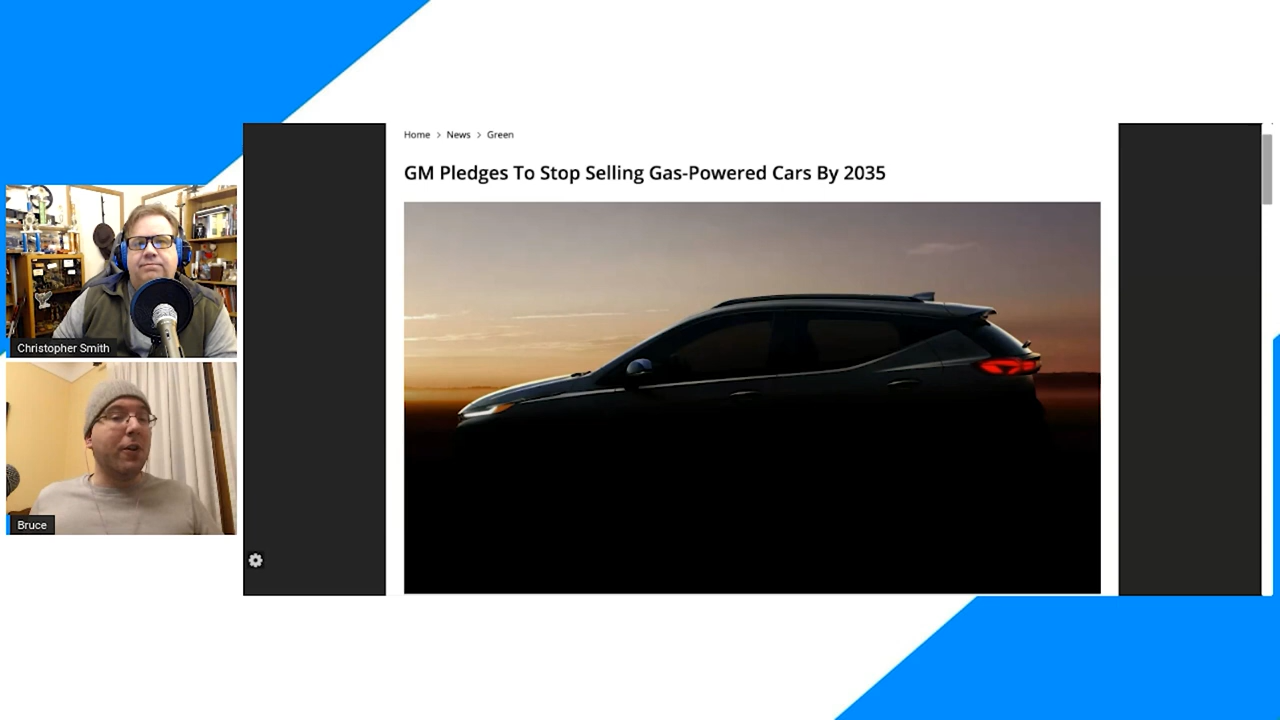 Home > News > Green
GM Pledges To Stop Selling Gas-Powered Cars By 2035
Christopher Smith
Bruce